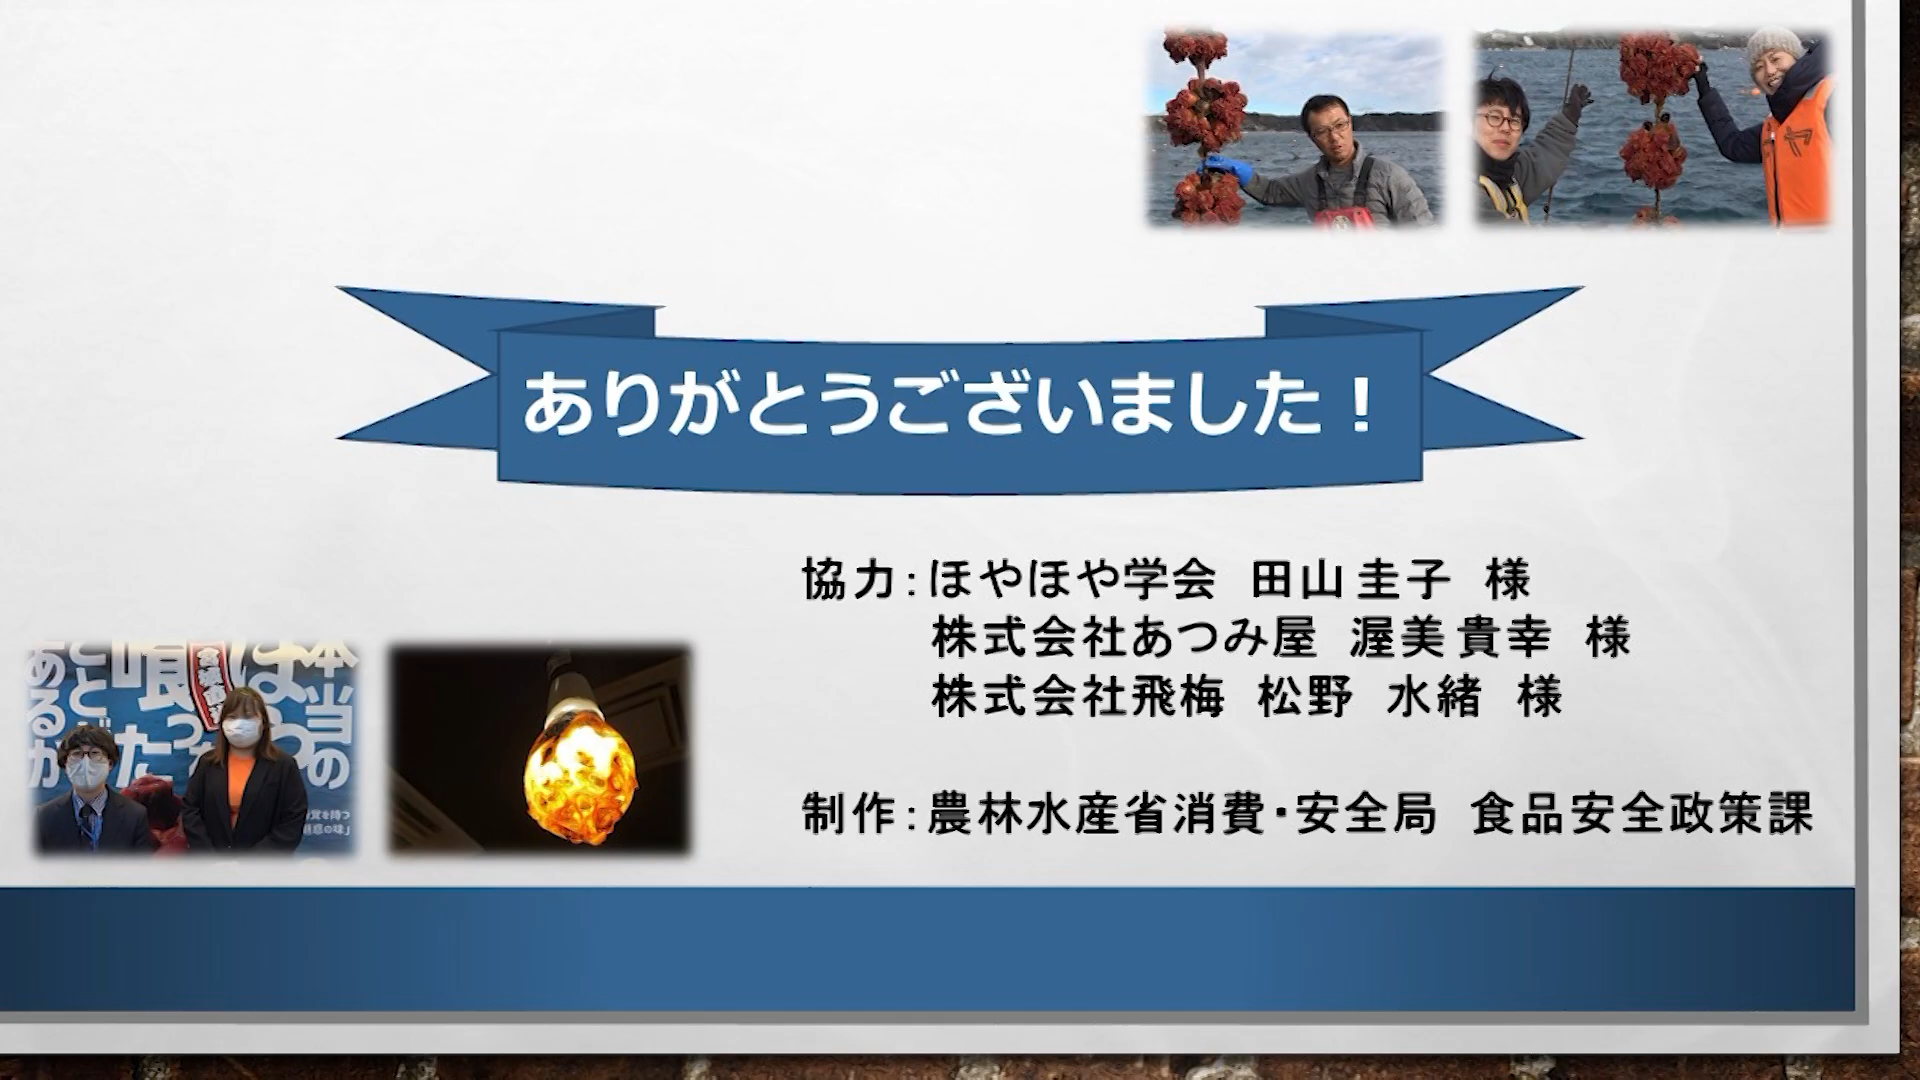 ありがとうございました！
協力：ほやほや学会　田山圭子　様
株式会社あつみ屋　渥美貴幸　様
株式会社飛梅　松野　水緒　様
制作：農林水産省消費・安全局　食品安全政策課